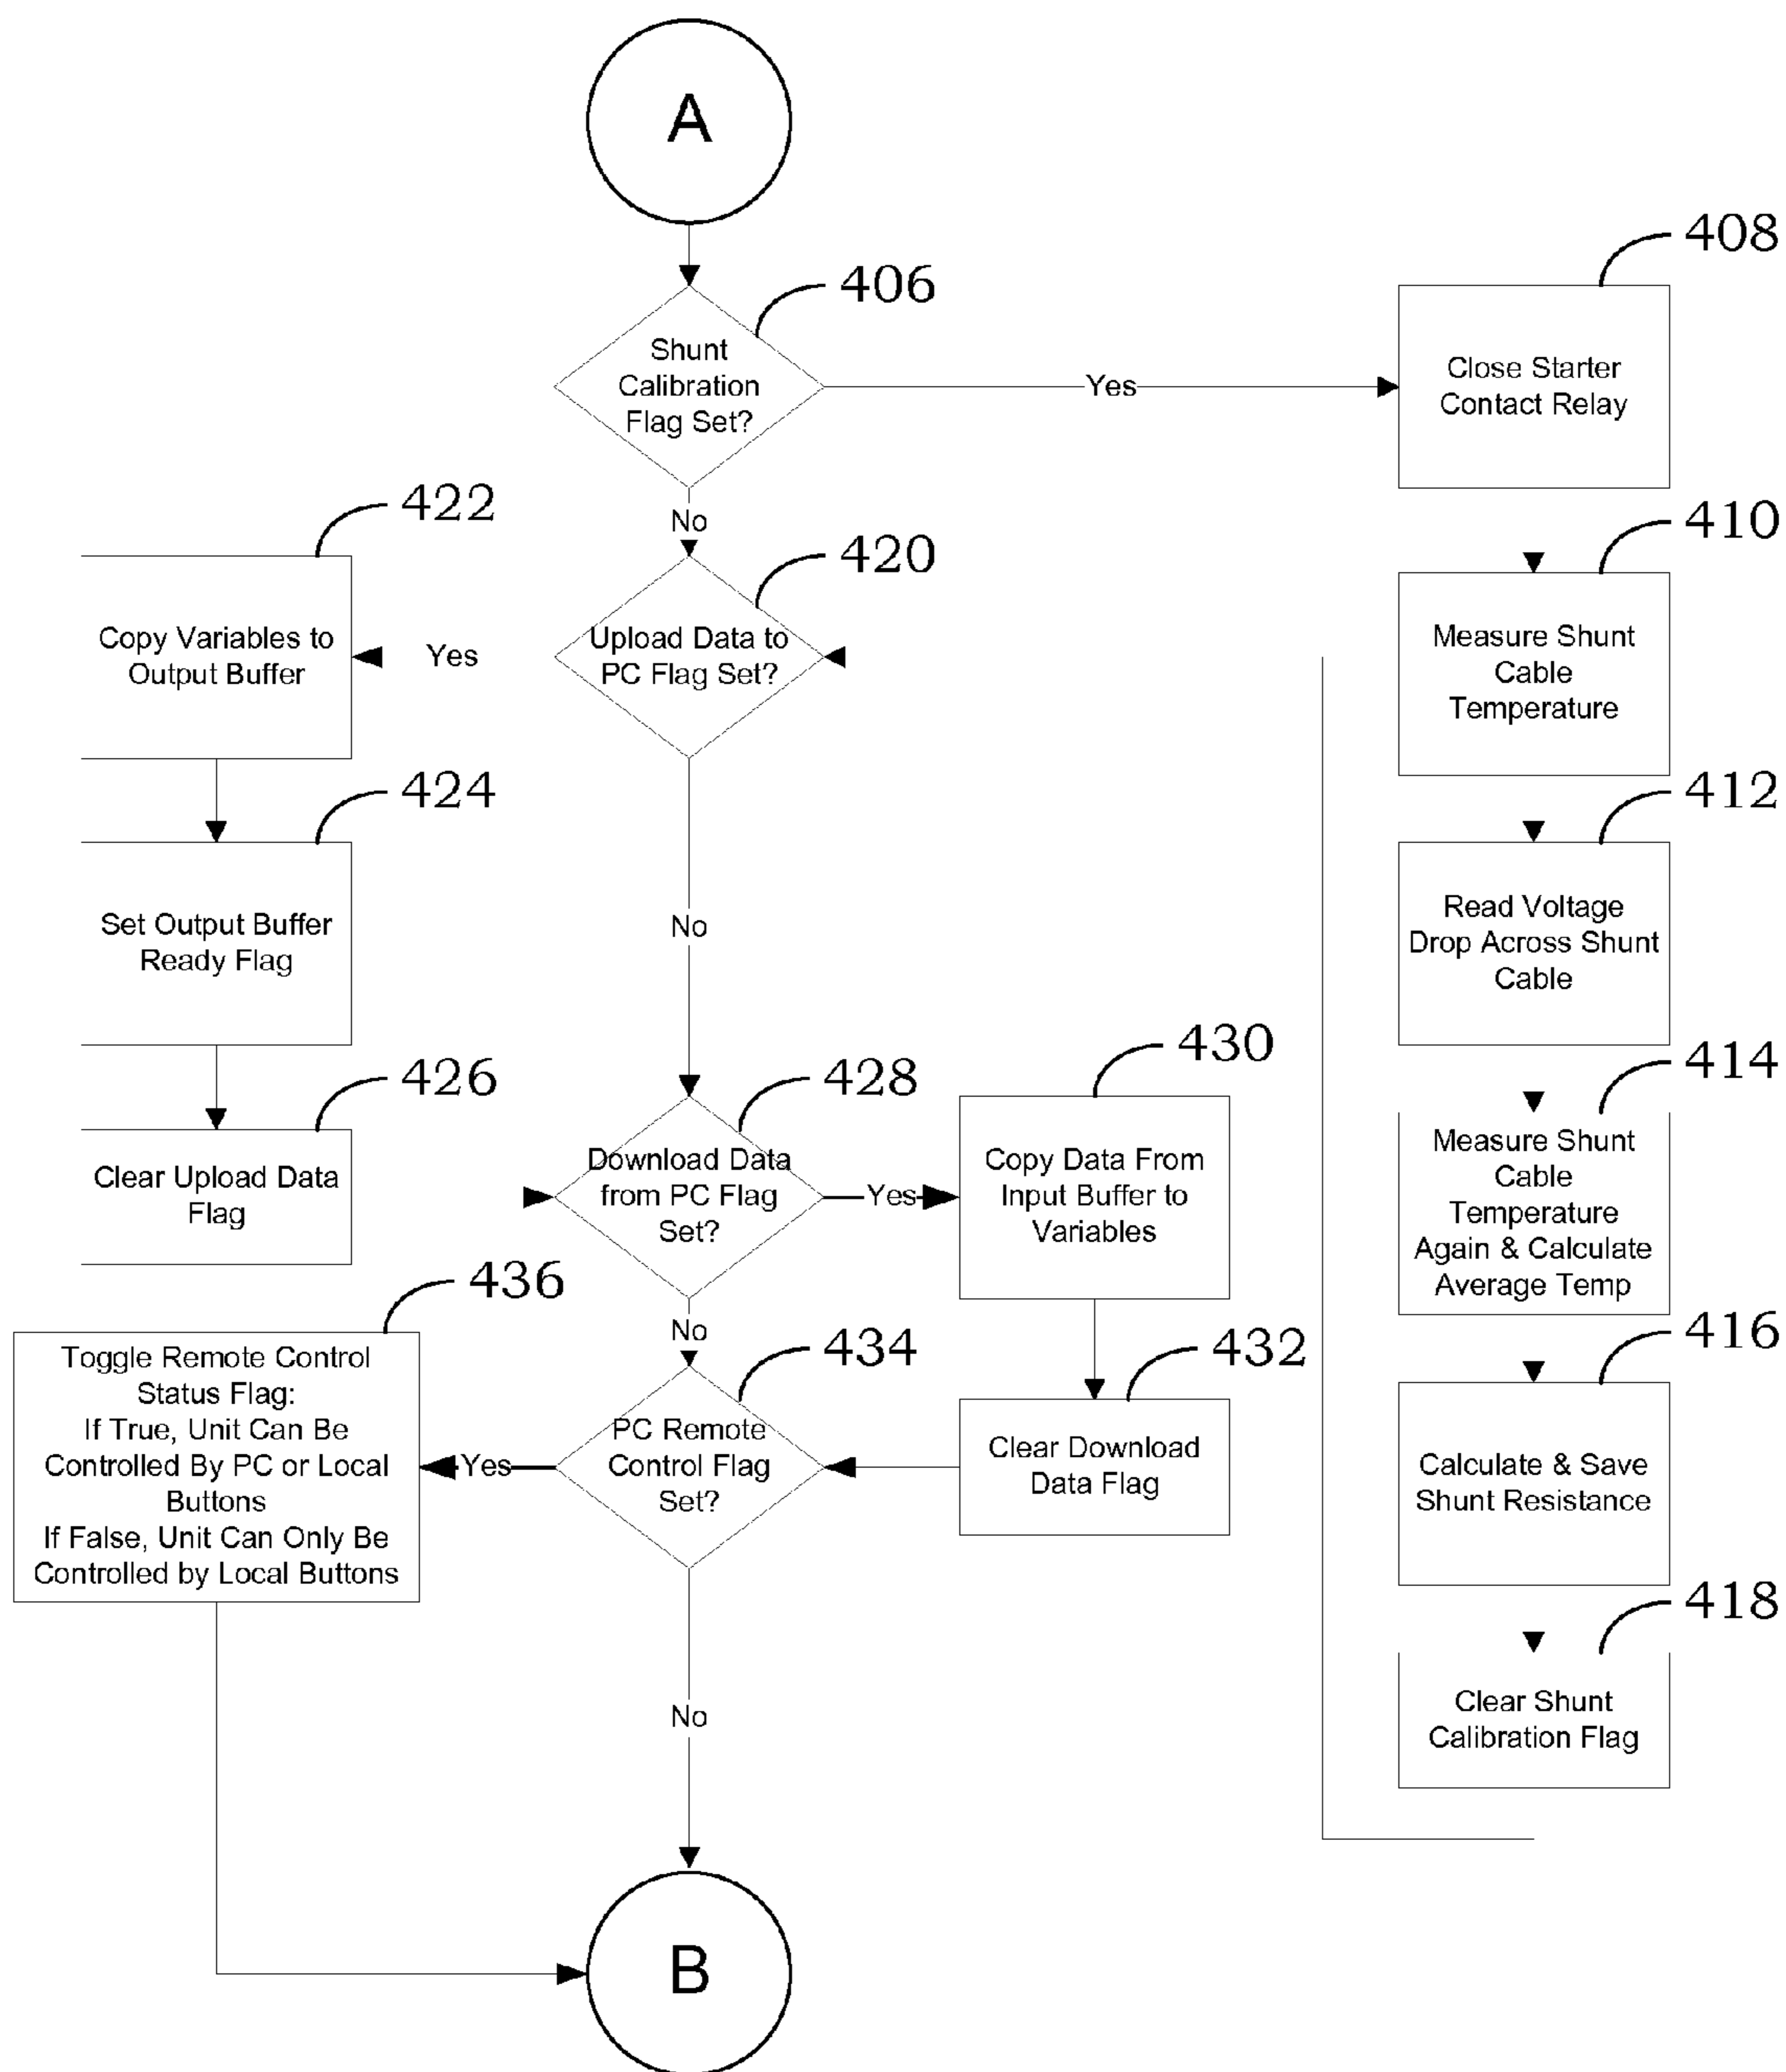 A
406
Shunt
Calibration
Flag Set?
Yes
408
Close Starter
Contact Relay
No
422
Copy Variables to
Output Buffer
Yes
420
Upload Data to
PC Flag Set?
410
Measure Shunt
Cable
Temperature
424
Set Output Buffer
Ready Flag
No
412
Read Voltage
Drop Across Shunt
Cable
426
Clear Upload Data
Flag
428
Download Data
from PC Flag
Set?
Yes
430
Copy Data From
Input Buffer to
Variables
414
Measure Shunt
Cable
Temperature
Again & Calculate
Average Temp
No
436
Toggle Remote Control
Status Flag:
If True, Unit Can Be
Controlled By PC or Local
Buttons
If False, Unit Can Only Be
Controlled by Local Buttons
Yes
434
PC Remote
Control Flag
Set?
432
Clear Download
Data Flag
416
Calculate & Save
Shunt Resistance
418
Clear Shunt
Calibration Flag
No
B